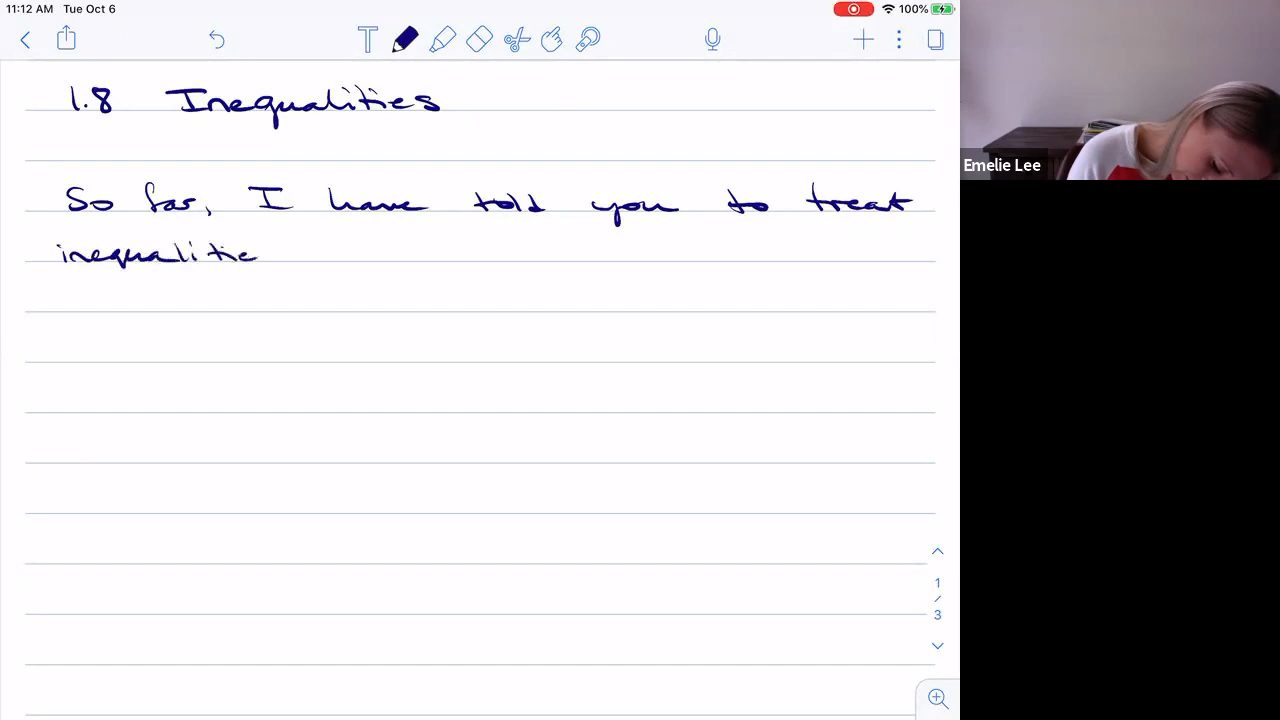 11:12 AM Tue Oct 6
100%
1.8 Inequalities
So far, I have told you to treat
inequalitie
1
/
3
Emelie Lee